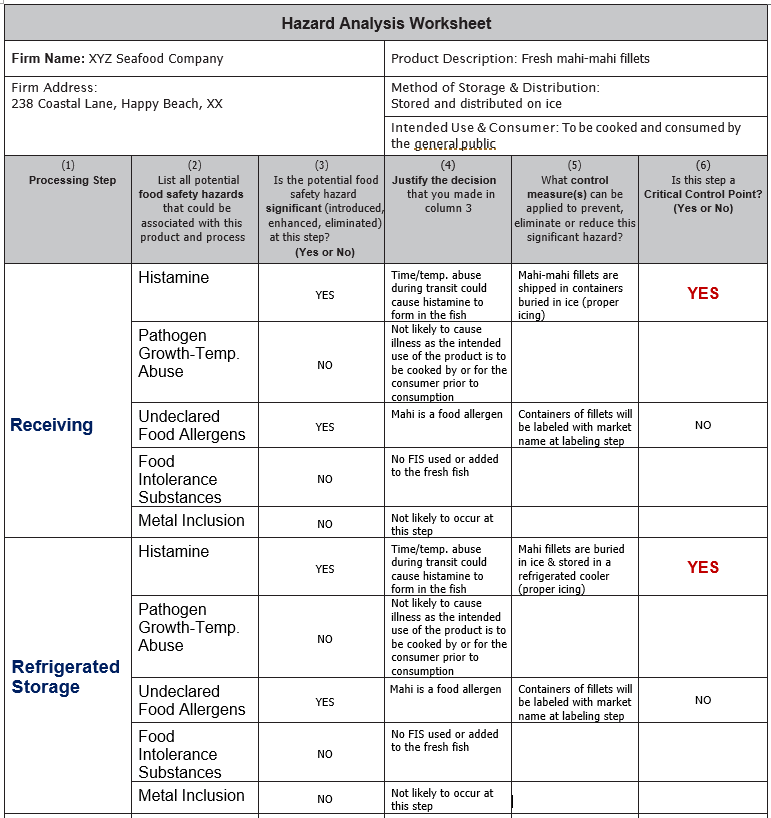 Hazard Analysis Worksheet
Firm Name: XYZ Seafood Company
Product Description: Fresh mahi-mahi fillets
Firm Address:
238 Coastal Lane, Happy Beach, XX
Method of Storage & Distribution:
Stored and distributed on ice
Intended Use & Consumer: To be cooked and consumed by
the general public
(1)
Processing Step
(2)
List all potential
food safety hazards
that could be
associated with this
product and process
(3)
Is the potential food
safety hazard
significant (introduced,
enhanced, eliminated)
at this step?
(Yes or No)
(4)
Justify the decision
that you made in
column 3
(5)
What control
measure(s) can be
applied to prevent,
eliminate or reduce this
significant hazard?
(6)
Is this step a
Critical Control Point?
(Yes or No)
Receiving
Histamine
YES
Time/temp. abuse
during transit could
cause histamine to
form in the fish
Mahi-mahi fillets are
shipped in containers
buried in ice (proper
icing)
YES
Pathogen
Growth-Temp.
Abuse
NO
Not likely to cause
illness as the intended
use of the product is to
be cooked by or for the
consumer prior to
consumption
Undeclared
Food Allergens
YES
Mahi is a food allergen
Containers of fillets will
be labeled with market
name at labeling step
NO
Food
Intolerance
Substances
NO
No FIS used or added
to the fresh fish
Metal Inclusion
NO
Not likely to occur at
this step
Refrigerated
Storage
Histamine
YES
Time/temp. abuse
during transit could
cause histamine to
form in the fish
Mahi fillets are buried
in ice & stored in a
refrigerated cooler
(proper icing)
YES
Pathogen
Growth-Temp.
Abuse
NO
Not likely to cause
illness as the intended
use of the product is to
be cooked by or for the
consumer prior to
consumption
Undeclared
Food Allergens
YES
Mahi is a food allergen
Containers of fillets will
be labeled with market
name at labeling step
NO
Food
Intolerance
Substances
NO
No FIS used or added
to the fresh fish
Metal Inclusion
NO
Not likely to occur at
this step